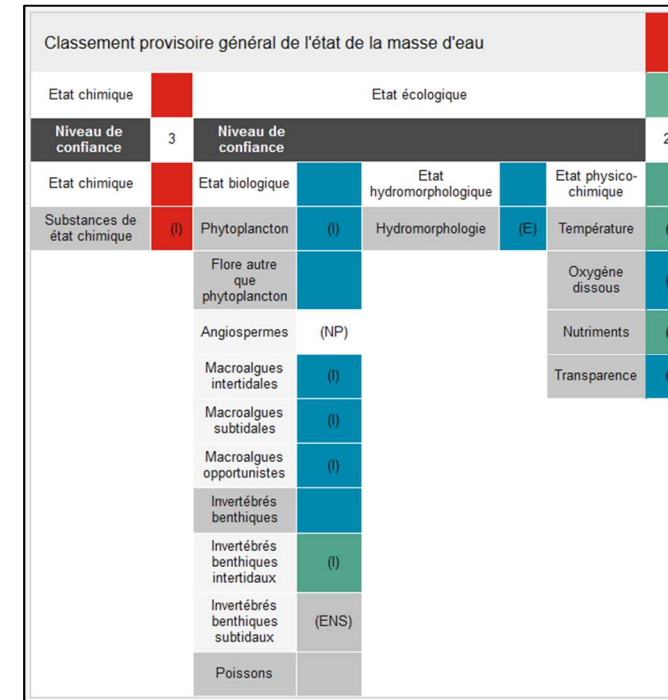 Classement provisoire général de l'état de la masse d'eau
Etat chimique Etat écologique
Niveau de confiance 3 Niveau de confiance 2
Etat chimique Etat biologique Etat hydromorphologique Etat physico-chimique
Substances de état chimique (I) Phytoplancton (I) Hydromorphologie (E) Température
Flore autre que phytoplancton Oxygène dissous
Angiospermes (NP) Nutriments
Macroalgues intertidales (I) Transparence
Macroalgues subtidales (I)
Macroalgues opportunistes (I)
Invertébrés benthiques
Invertébrés benthiques intertidaux (I)
Invertébrés benthiques subtidaux (ENS)
Poissons